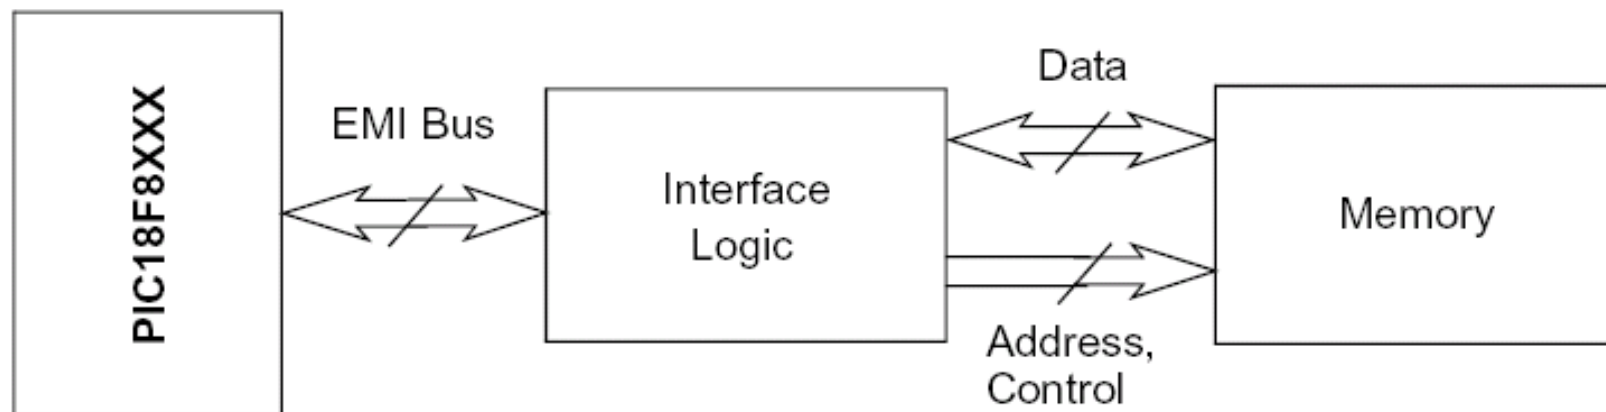 PIC18F8XXX
EMI Bus
Interface
Logic
Data
Address,
Control
Memory